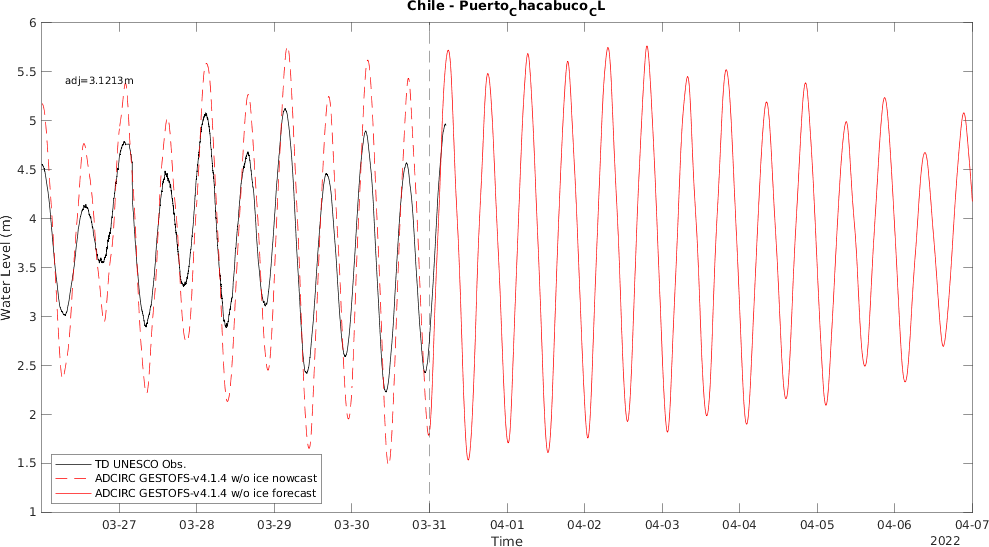 Chile - Puerto_Chacabuco_CL
6
5.5
adj=3.1213m
5
4.5
4
3.5
3
2.5
2
1.5
1
Water Level (m)
TD UNESCO Obs.
ADCIRC GESTOFS-v4.1.4 w/o ice nowcast
ADCIRC GESTOFS-v4.1.4 w/o ice forecast
03-27 03-28 03-29 03-30 03-31 04-01 04-02 04-03 04-04 04-05 04-06 04-07
Time
2022